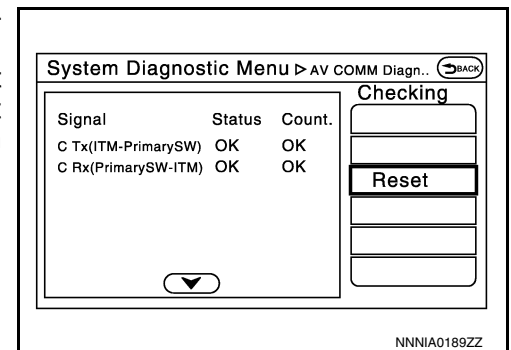 System Diagnostic Menu ▷ AV COMM Diagn.. BACK
Checking
Signal Status Count.
C Tx(ITM-PrimarySW) OK OK
C Rx(PrimarySW-ITM) OK OK
Reset
NNNIA0189ZZ